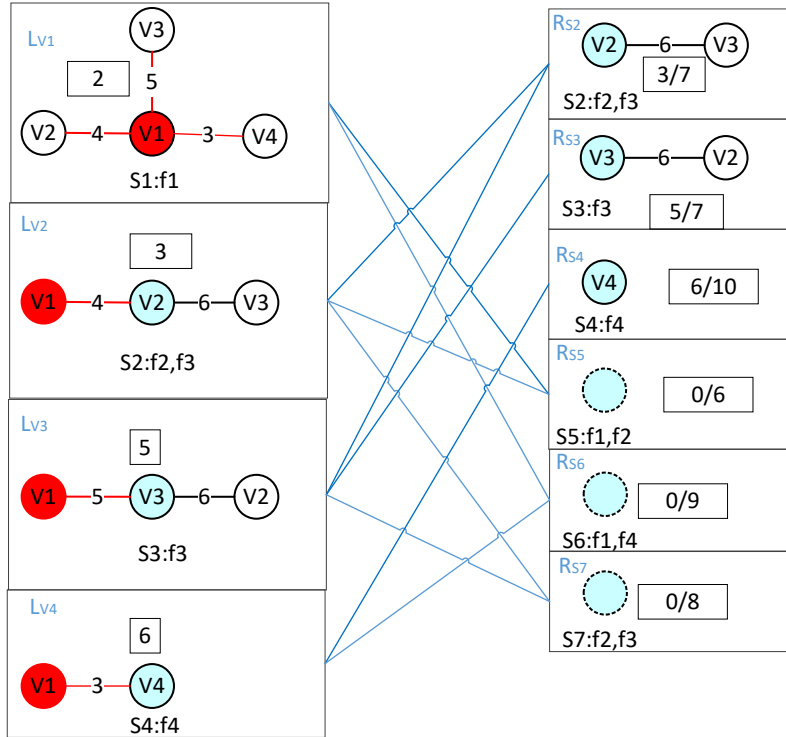 LV1
V3
2
5
V2
4
V1
3
V4
S1:f1
LV2
3
V1
4
V2
6
V3
S2:f2,f3
LV3
5
V1
5
V3
6
V2
S3:f3
LV4
6
V1
3
V4
S4:f4
RS2
V2
6
V3
3/7
S2:f2,f3
RS3
V3
6
V2
S3:f3
5/7
RS4
V4
6/10
S4:f4
RS5
0/6
S5:f1,f2
RS6
0/9
S6:f1,f4
RS7
0/8
S7:f2,f3